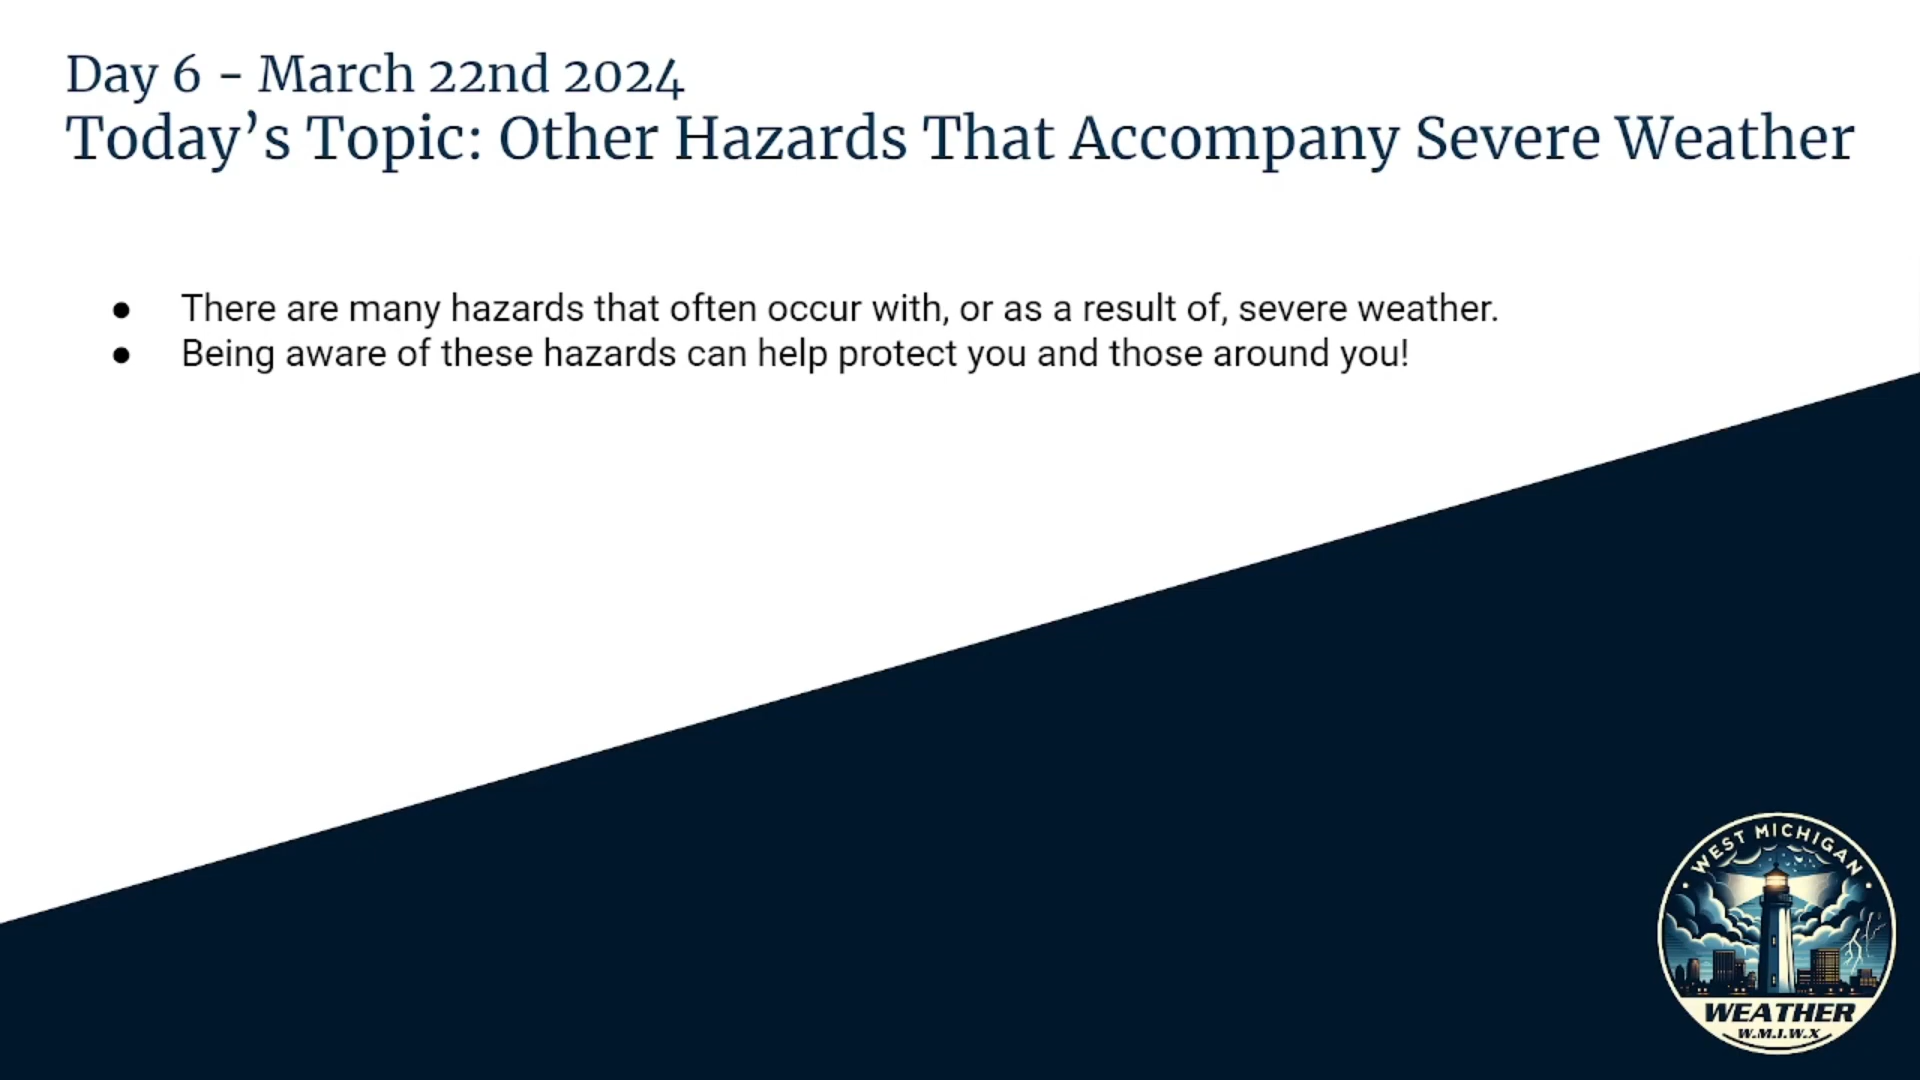 Day 6 - March 22nd 2024
Today’s Topic: Other Hazards That Accompany Severe Weather
● There are many hazards that often occur with, or as a result of, severe weather.
● Being aware of these hazards can help protect you and those around you!
• WEST MICHIGAN •
WEATHER
W.M.I.W.X